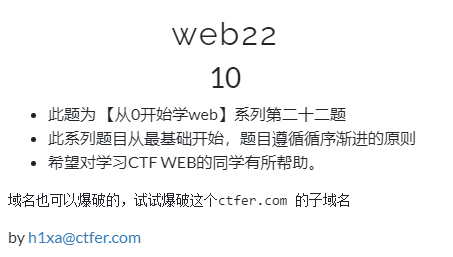 web22
10
此题为 【从0开始学web】系列第二十二题
此系列题目从最基础开始，题目遵循循序渐进的原则
希望对学习CTF WEB的同学有所帮助。
域名也可以爆破的，试试爆破这个ctfer.com 的子域名
by h1xa@ctfer.com